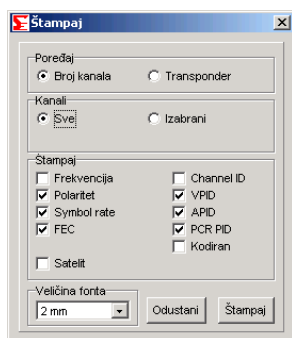 Štampaj
Poređaj
Broj kanala Transponder
Kanali
Sve Izabrani
Štampaj
Frekvencija Channel ID
Polaritet VPID
Symbol rate APID
FEC PCR PID
Kodiran
Satelit
Veličina fonta
2 mm Odustani Štampaj